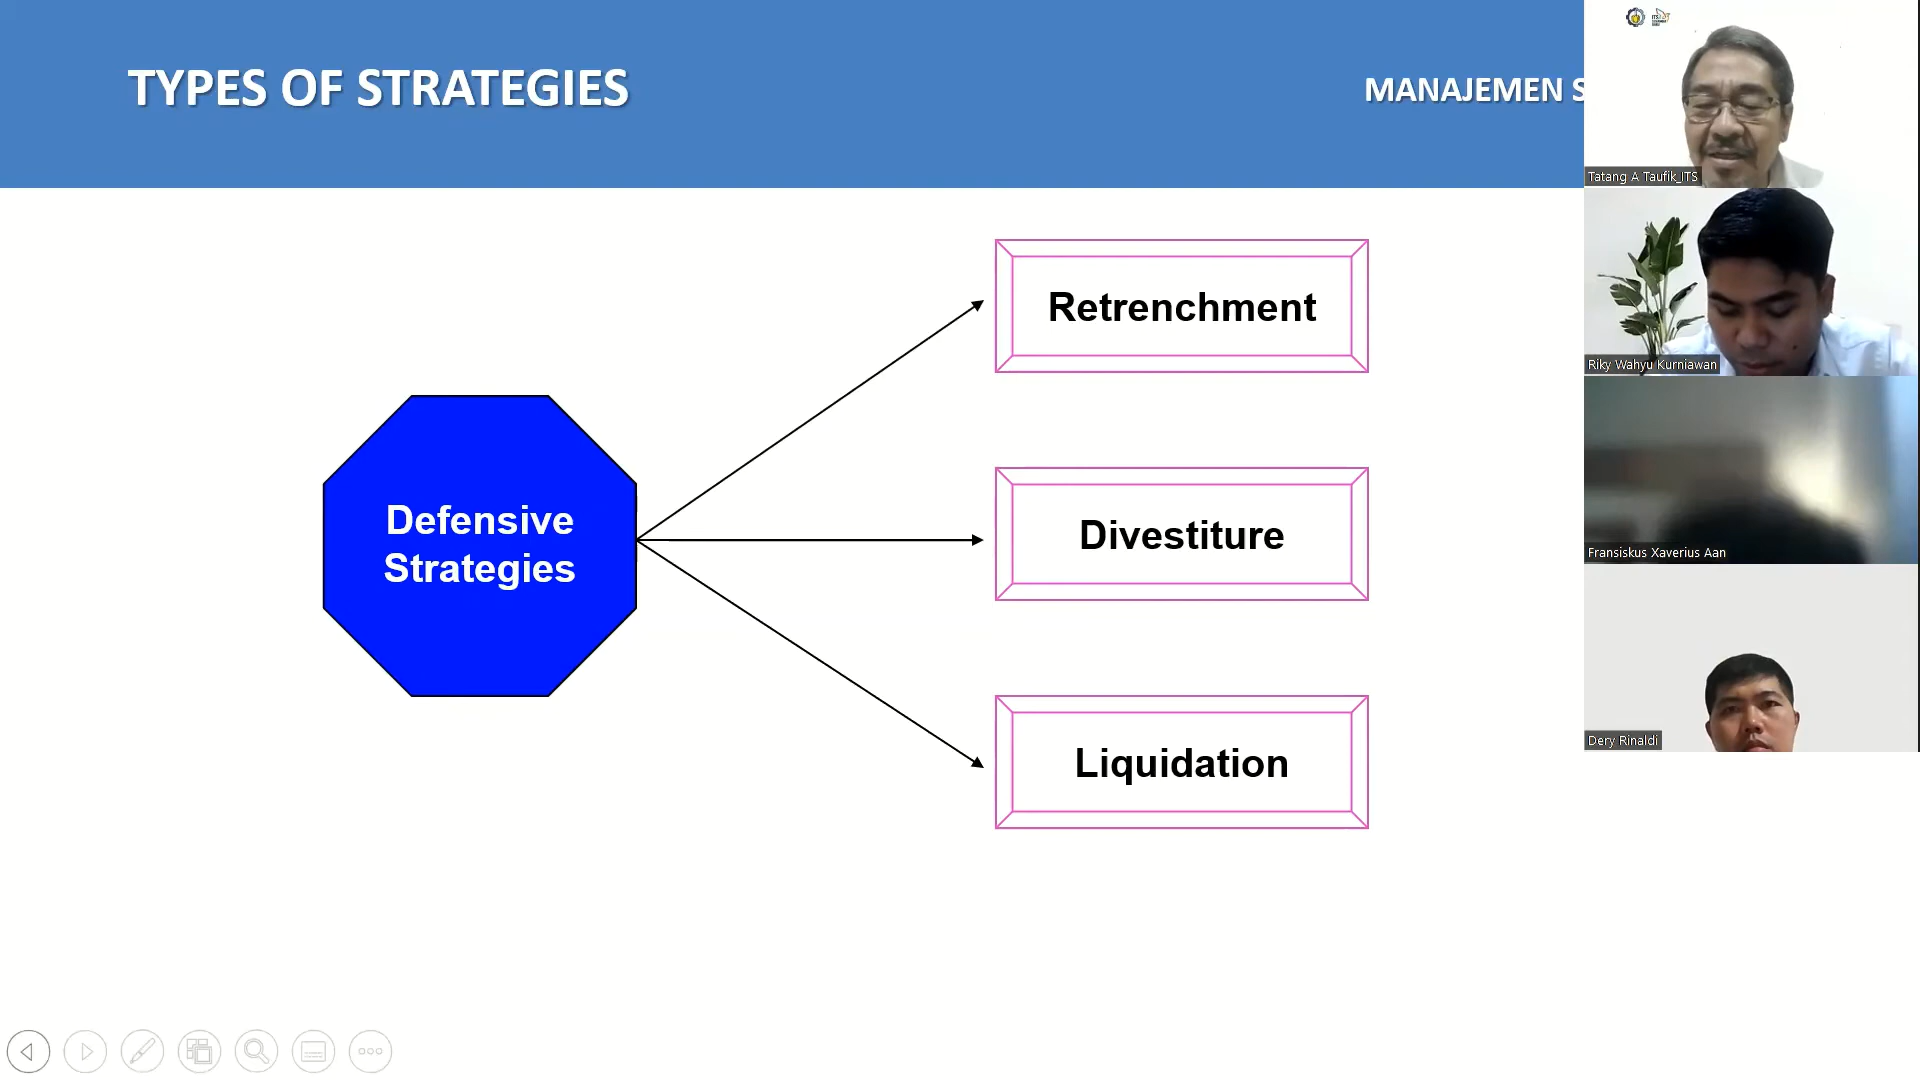 TYPES OF STRATEGIES
MANAJEMEN S
Defensive
Strategies
Retrenchment
Divestiture
Liquidation
Tatang A Taufik_ITS
Riky Wahyu Kurniawan
Fransiskus Xaverius Aan
Dery Rinaldi